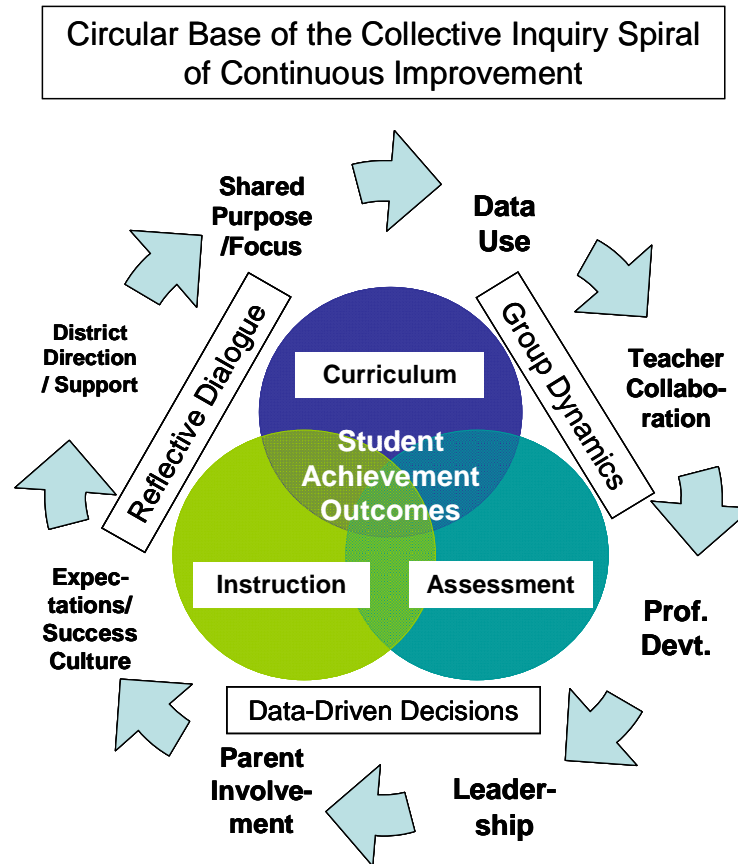 Circular Base of the Collective Inquiry Spiral
of Continuous Improvement
Shared
Purpose
/Focus
Data
Use
Teacher
Collabo-
ration
Prof.
Devt.
Leader-
ship
Parent
Involve-
ment
Expec-
tations/
Success
Culture
District
Direction
/ Support
Reflective Dialogue
Group Dynamics
Data-Driven Decisions
Curriculum
Student
Achievement
Outcomes
Instruction
Assessment